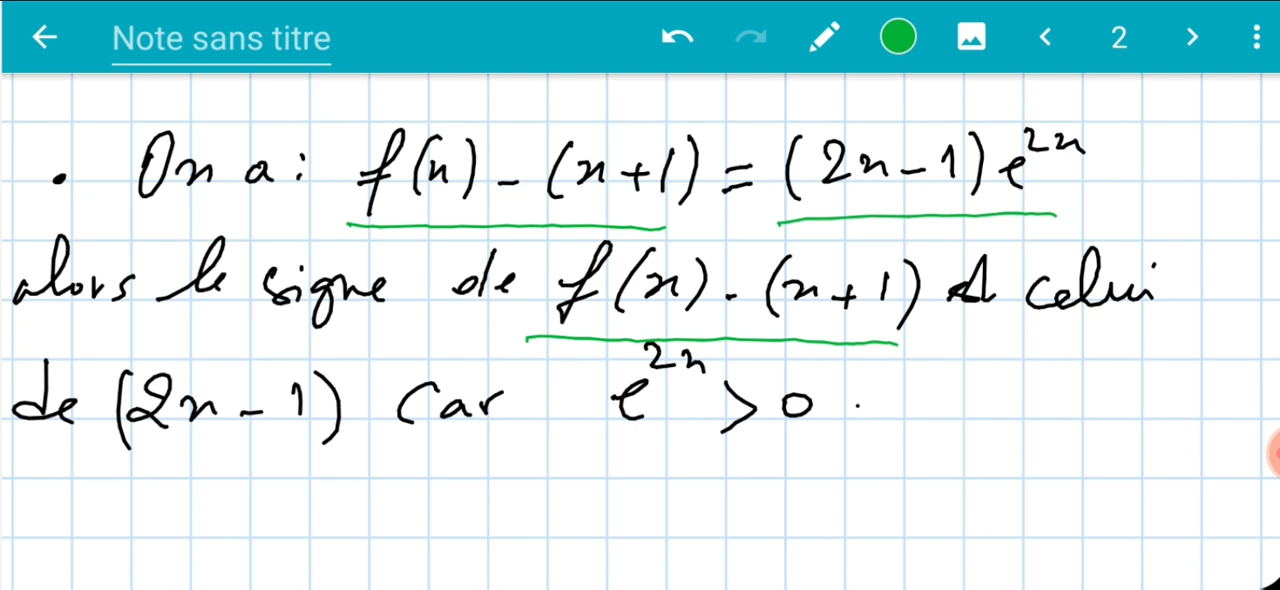 Note sans titre
2
• On a : f(x) - (x+1) = (2x-1)e^{2x}
alors le signe de f(x) - (x+1) est celui
de (2x-1) car e^{2x} > 0 .